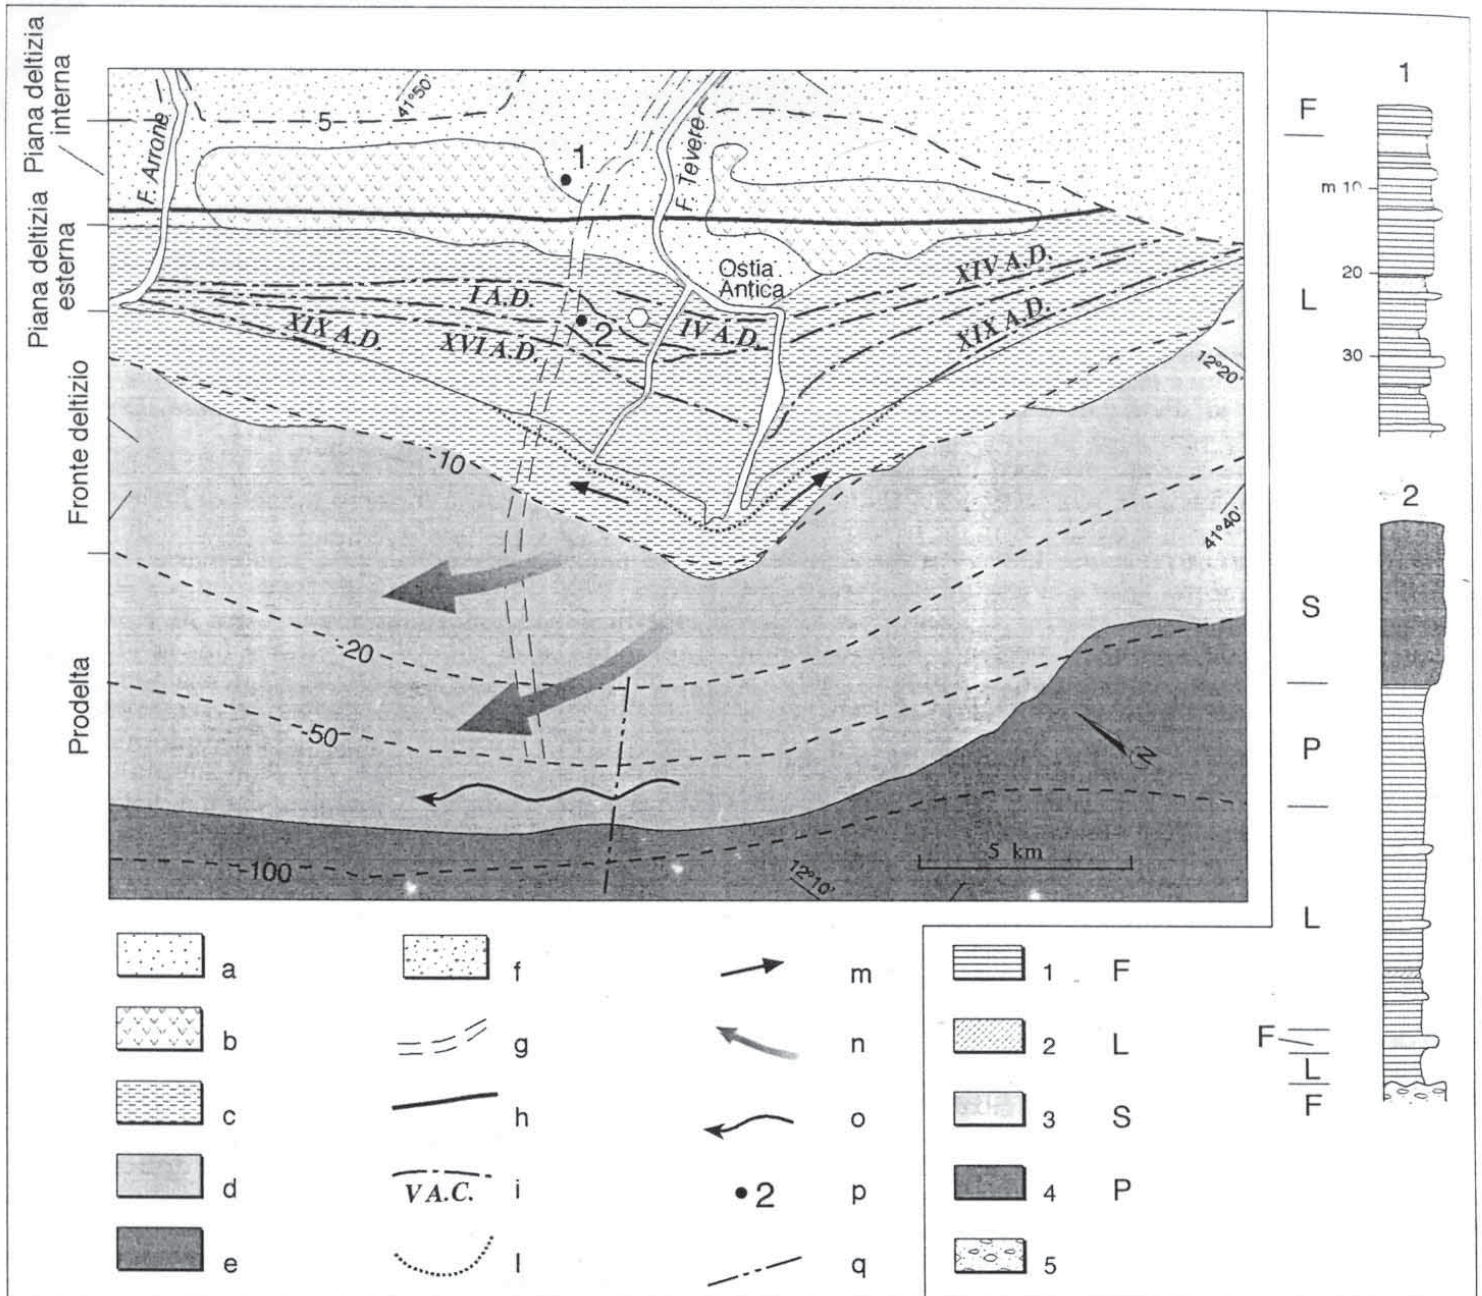 Piana deltizia
interna
Piana deltizia
esterna
Fronte deltizio
Prodelta
F. Arrone
5
41°50'
1
F. Tevere
Ostia
Antica
XIV A.D.
I A.D.
2
IV A.D.
XIX A.D.
XVI A.D.
XIX A.D.
12°20'
-10
41°40'
-20
-50
N
-100
12°10'
5 km
1
F
m 10
20
L
30
2
S
P
L
F
L
F
a
b
c
d
e
f
g
h
V A.C.
i
l
m
n
o
2
p
q
1 F
2 L
3 S
4 P
5